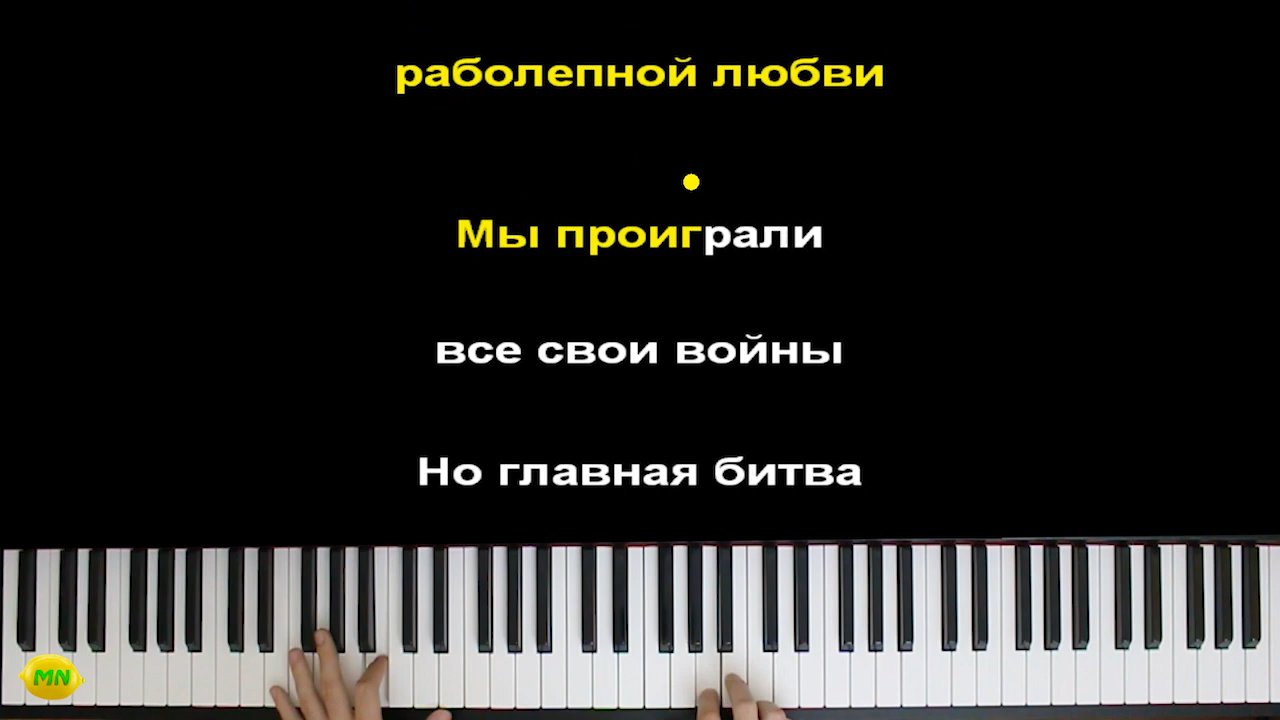 раболепной любви
Мы проиграли
все свои войны
Но главная битва
MN